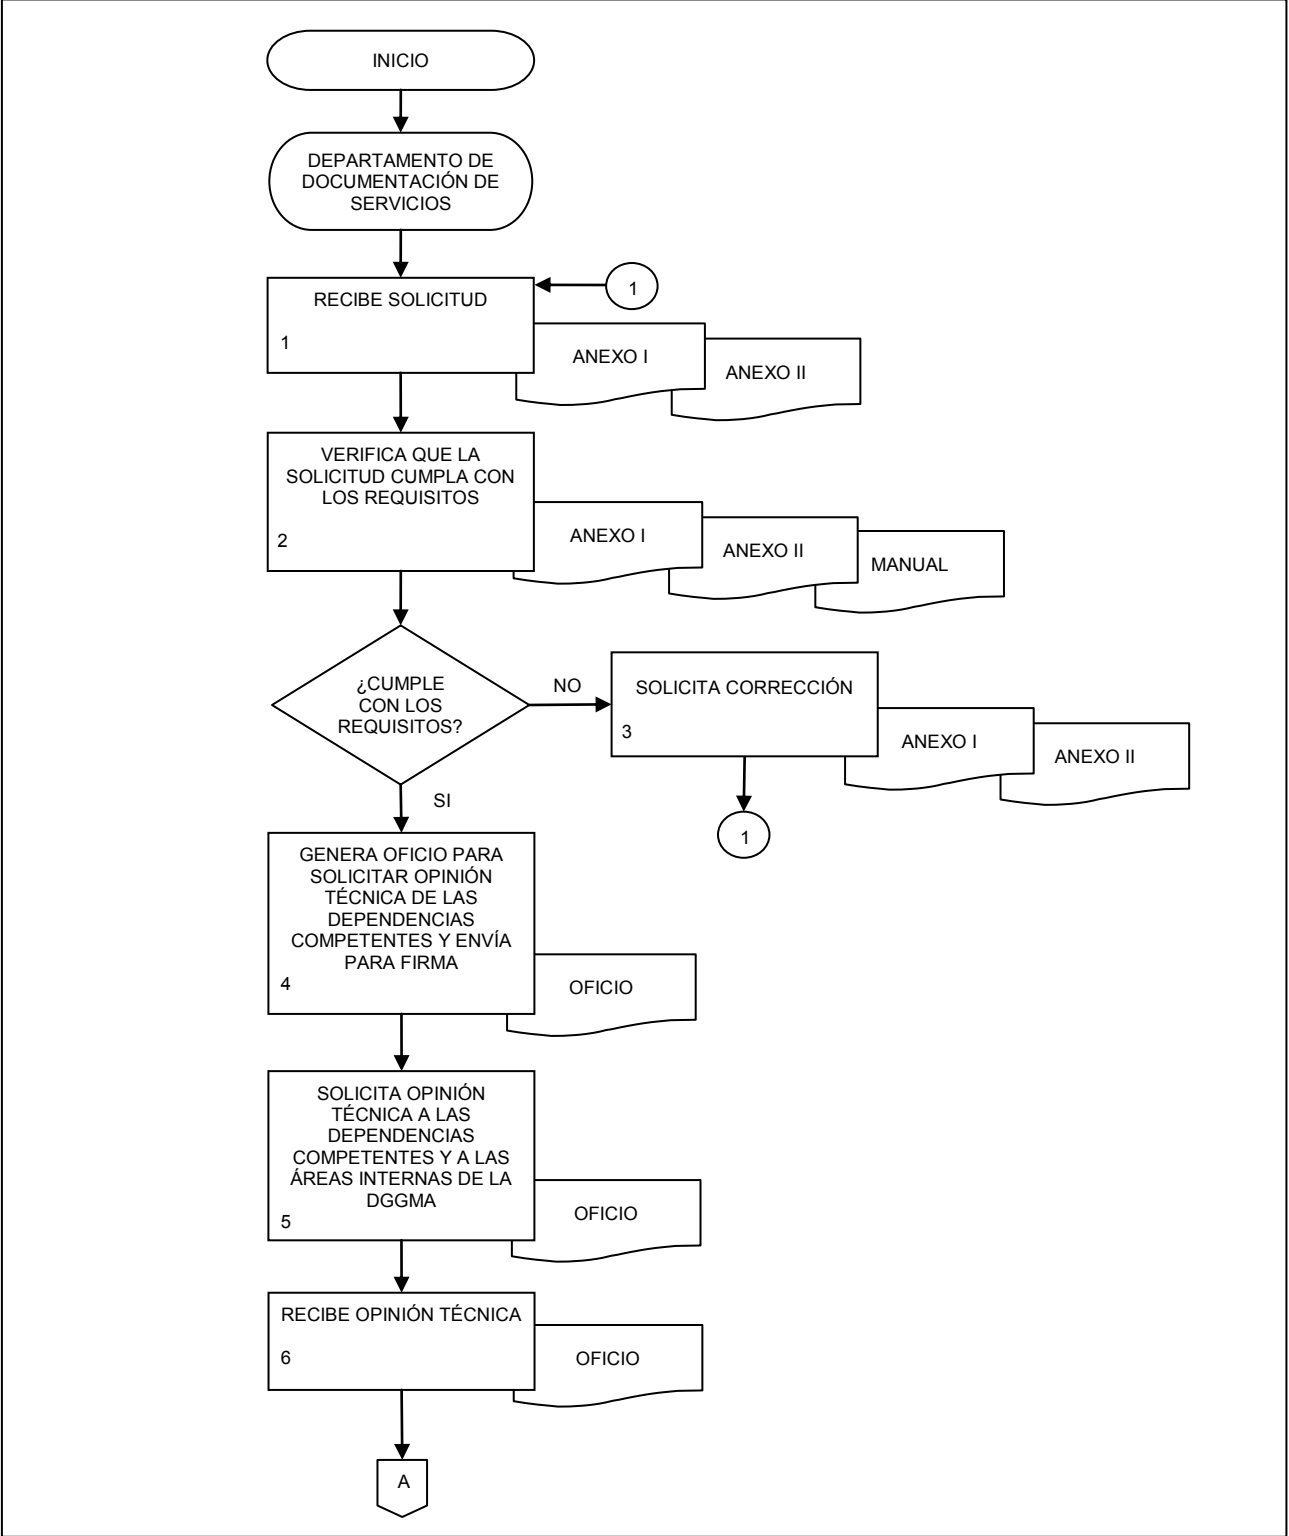 INICIO
DEPARTAMENTO DE
DOCUMENTACIÓN DE
SERVICIOS
RECIBE SOLICITUD
1
1
ANEXO I
ANEXO II
VERIFICA QUE LA
SOLICITUD CUMPLA CON
LOS REQUISITOS
2
ANEXO I
ANEXO II
MANUAL
¿CUMPLE
CON LOS
REQUISITOS?
NO
SOLICITA CORRECCIÓN
3
ANEXO I
ANEXO II
1
SI
GENERA OFICIO PARA
SOLICITAR OPINIÓN
TÉCNICA DE LAS
DEPENDENCIAS
COMPETENTES Y ENVÍA
PARA FIRMA
4
OFICIO
SOLICITA OPINIÓN
TÉCNICA A LAS
DEPENDENCIAS
COMPETENTES Y A LAS
ÁREAS INTERNAS DE LA
DGGMA
5
OFICIO
RECIBE OPINIÓN TÉCNICA
6
OFICIO
A